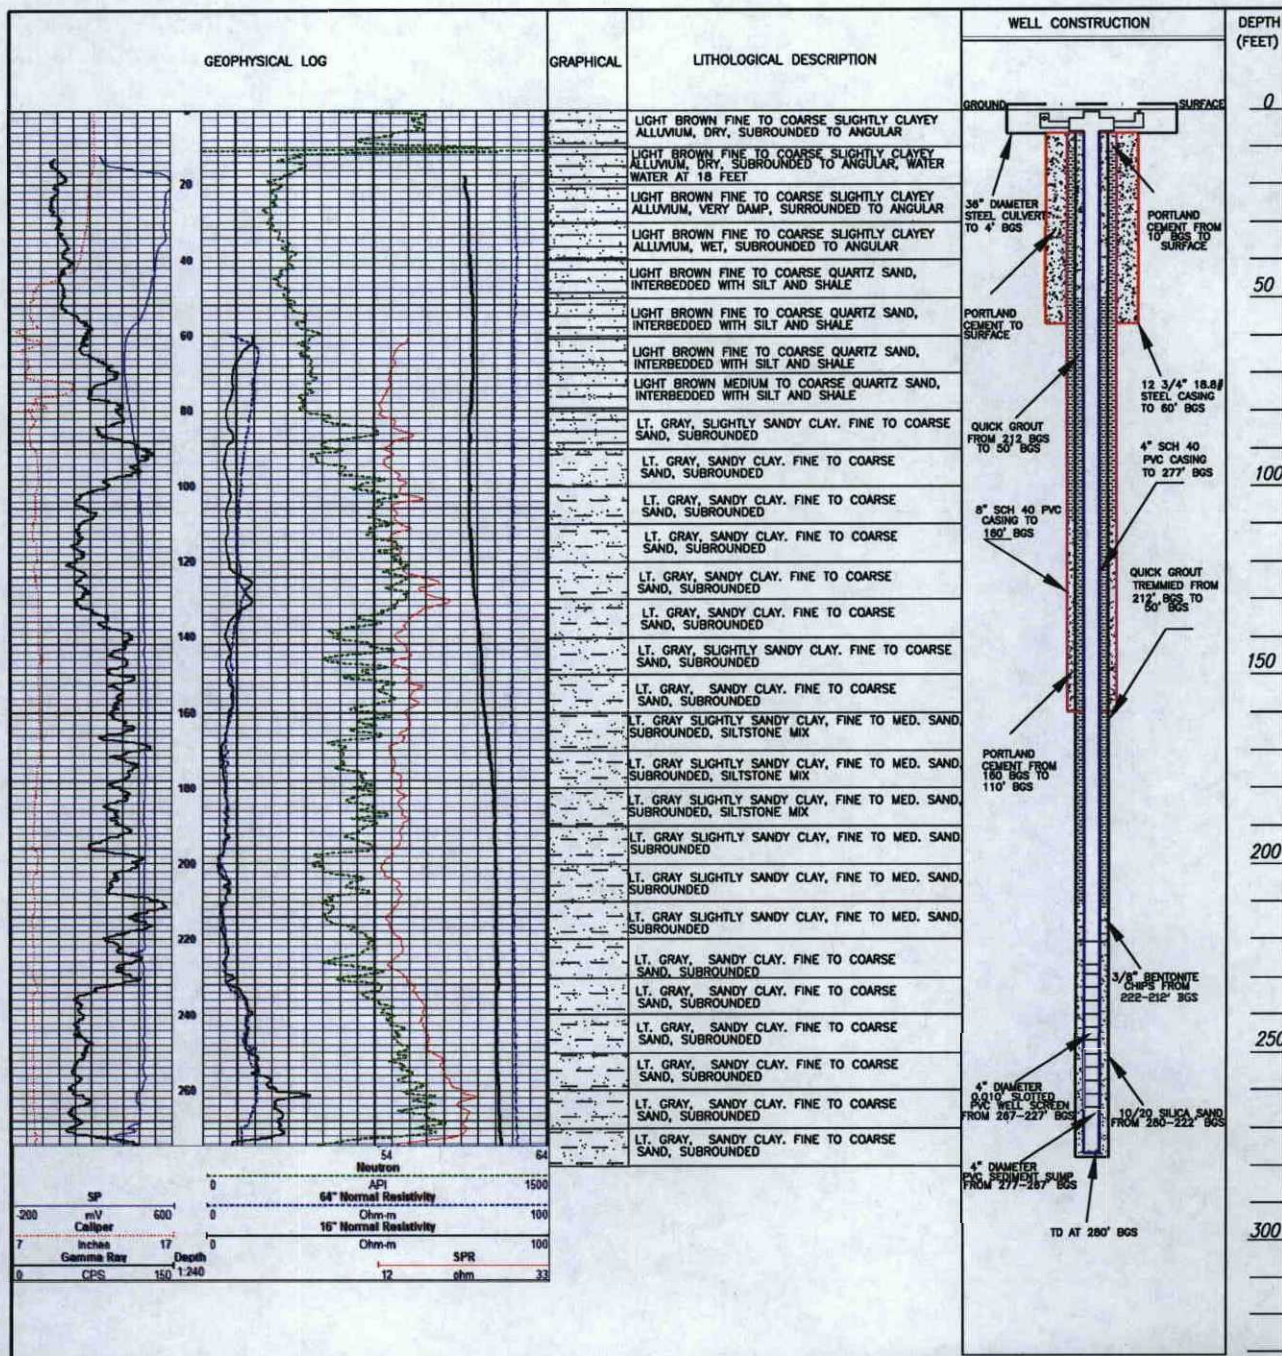 GEOPHYSICAL LOG
GRAPHICAL
LITHOLOGICAL DESCRIPTION
WELL CONSTRUCTION
DEPTH
(FEET)
LIGHT BROWN FINE TO COARSE SLIGHTLY CLAYEY
ALLUVIUM, DRY, SUBROUNDED TO ANGULAR
LIGHT BROWN FINE TO COARSE SLIGHTLY CLAYEY
ALLUVIUM, DRY, SUBROUNDED TO ANGULAR, WATER
WATER AT 18 FEET
LIGHT BROWN FINE TO COARSE SLIGHTLY CLAYEY
ALLUVIUM, VERY DAMP, SURROUNDED TO ANGULAR
LIGHT BROWN FINE TO COARSE SLIGHTLY CLAYEY
ALLUVIUM, WET, SUBROUNDED TO ANGULAR
LIGHT BROWN FINE TO COARSE QUARTZ SAND,
INTERBEDDED WITH SILT AND SHALE
LIGHT BROWN FINE TO COARSE QUARTZ SAND,
INTERBEDDED WITH SILT AND SHALE
LIGHT BROWN FINE TO COARSE QUARTZ SAND,
INTERBEDDED WITH SILT AND SHALE
LIGHT BROWN MEDIUM TO COARSE QUARTZ SAND,
INTERBEDDED WITH SILT AND SHALE
LT. GRAY, SLIGHTLY SANDY CLAY. FINE TO COARSE
SAND, SUBROUNDED
LT. GRAY, SANDY CLAY. FINE TO COARSE
SAND, SUBROUNDED
LT. GRAY, SANDY CLAY. FINE TO COARSE
SAND, SUBROUNDED
LT. GRAY, SANDY CLAY. FINE TO COARSE
SAND, SUBROUNDED
LT. GRAY, SANDY CLAY. FINE TO COARSE
SAND, SUBROUNDED
LT. GRAY, SANDY CLAY. FINE TO COARSE
SAND, SUBROUNDED
LT. GRAY, SLIGHTLY SANDY CLAY. FINE TO COARSE
SAND, SUBROUNDED
LT. GRAY, SANDY CLAY. FINE TO COARSE
SAND, SUBROUNDED
LT. GRAY SLIGHTLY SANDY CLAY, FINE TO MED. SAND,
SUBROUNDED, SILTSTONE MIX
LT. GRAY SLIGHTLY SANDY CLAY, FINE TO MED. SAND,
SUBROUNDED, SILTSTONE MIX
LT. GRAY SLIGHTLY SANDY CLAY, FINE TO MED. SAND,
SUBROUNDED, SILTSTONE MIX
LT. GRAY SLIGHTLY SANDY CLAY, FINE TO MED. SAND,
SUBROUNDED
LT. GRAY SLIGHTLY SANDY CLAY, FINE TO MED. SAND,
SUBROUNDED
LT. GRAY SLIGHTLY SANDY CLAY, FINE TO MED. SAND,
SUBROUNDED
LT. GRAY, SANDY CLAY. FINE TO COARSE
SAND, SUBROUNDED
LT. GRAY, SANDY CLAY. FINE TO COARSE
SAND, SUBROUNDED
LT. GRAY, SANDY CLAY. FINE TO COARSE
SAND, SUBROUNDED
LT. GRAY, SANDY CLAY. FINE TO COARSE
SAND, SUBROUNDED
LT. GRAY, SANDY CLAY. FINE TO COARSE
SAND, SUBROUNDED
LT. GRAY, SANDY CLAY. FINE TO COARSE
SAND, SUBROUNDED
20
40
60
80
100
120
140
160
180
200
220
240
260
GROUND
SURFACE
36" DIAMETER
STEEL CULVERT
TO 4' BGS
PORTLAND
CEMENT FROM
10' BGS TO
SURFACE
PORTLAND
CEMENT TO
SURFACE
12 3/4" 18.8#
STEEL CASING
TO 60' BGS
QUICK GROUT
FROM 212 BGS
TO 50' BGS
4" SCH 40
PVC CASING
TO 277' BGS
8" SCH 40 PVC
CASING TO
160' BGS
QUICK GROUT
TREMMIED FROM
212' BGS TO
50' BGS
PORTLAND
CEMENT FROM
160 BGS TO
110' BGS
3/8" BENTONITE
CHIPS FROM
222-212' BGS
4" DIAMETER
0.010" SLOTTED
PVC WELL SCREEN
FROM 267-227' BGS
10/20 SILICA SAND
FROM 280-222' BGS
4" DIAMETER
PVC SEDIMENT SUMP
FROM 277-267' BGS
TD AT 280' BGS
0
50
100
150
200
250
300
54 64
Neutron
0 API 1500
64" Normal Resistivity
0 Ohm-m 100
16" Normal Resistivity
0 Ohm-m 100
SPR
12 ohm 33
SP
-200 mV 600
Caliper
7 Inches 17
Gamma Ray
0 CPS 150
Depth
1:240